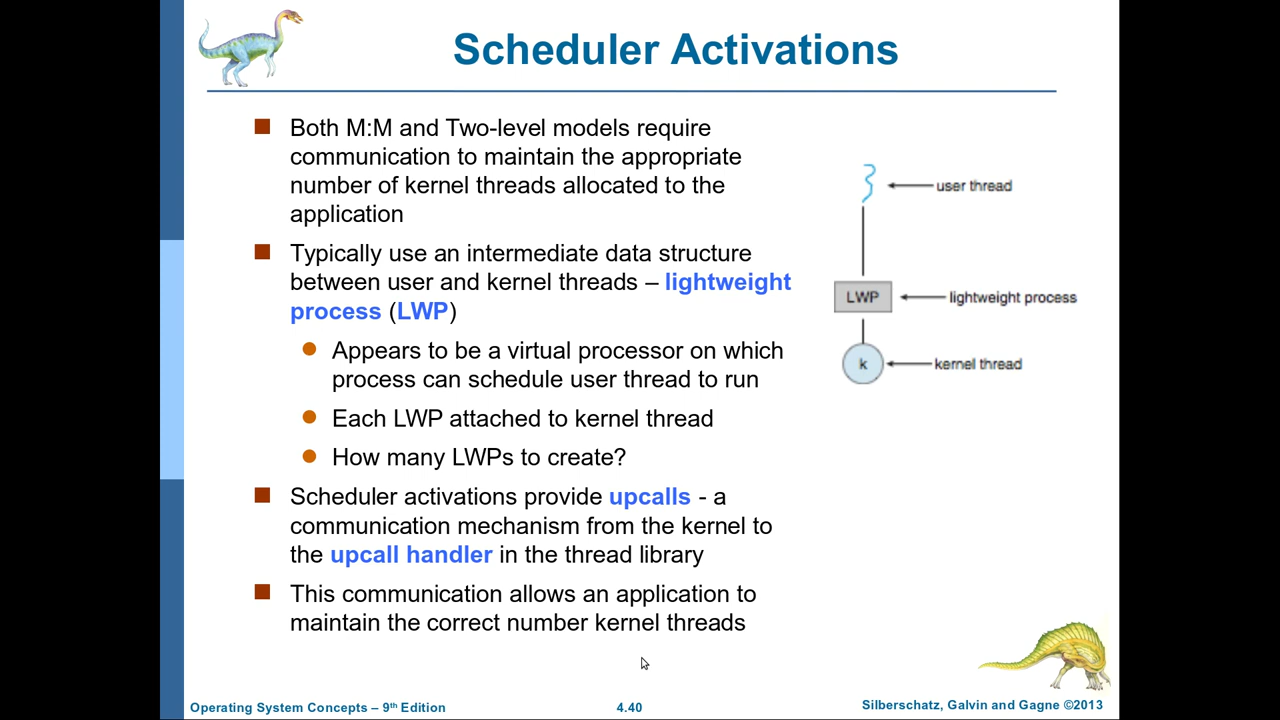 Scheduler Activations
Both M:M and Two-level models require
communication to maintain the appropriate
number of kernel threads allocated to the
application
Typically use an intermediate data structure
between user and kernel threads – lightweight
process (LWP)
Appears to be a virtual processor on which
process can schedule user thread to run
Each LWP attached to kernel thread
How many LWPs to create?
Scheduler activations provide upcalls - a
communication mechanism from the kernel to
the upcall handler in the thread library
This communication allows an application to
maintain the correct number kernel threads
user thread
LWP
lightweight process
k
kernel thread
Operating System Concepts – 9th Edition
4.40
Silberschatz, Galvin and Gagne ©2013